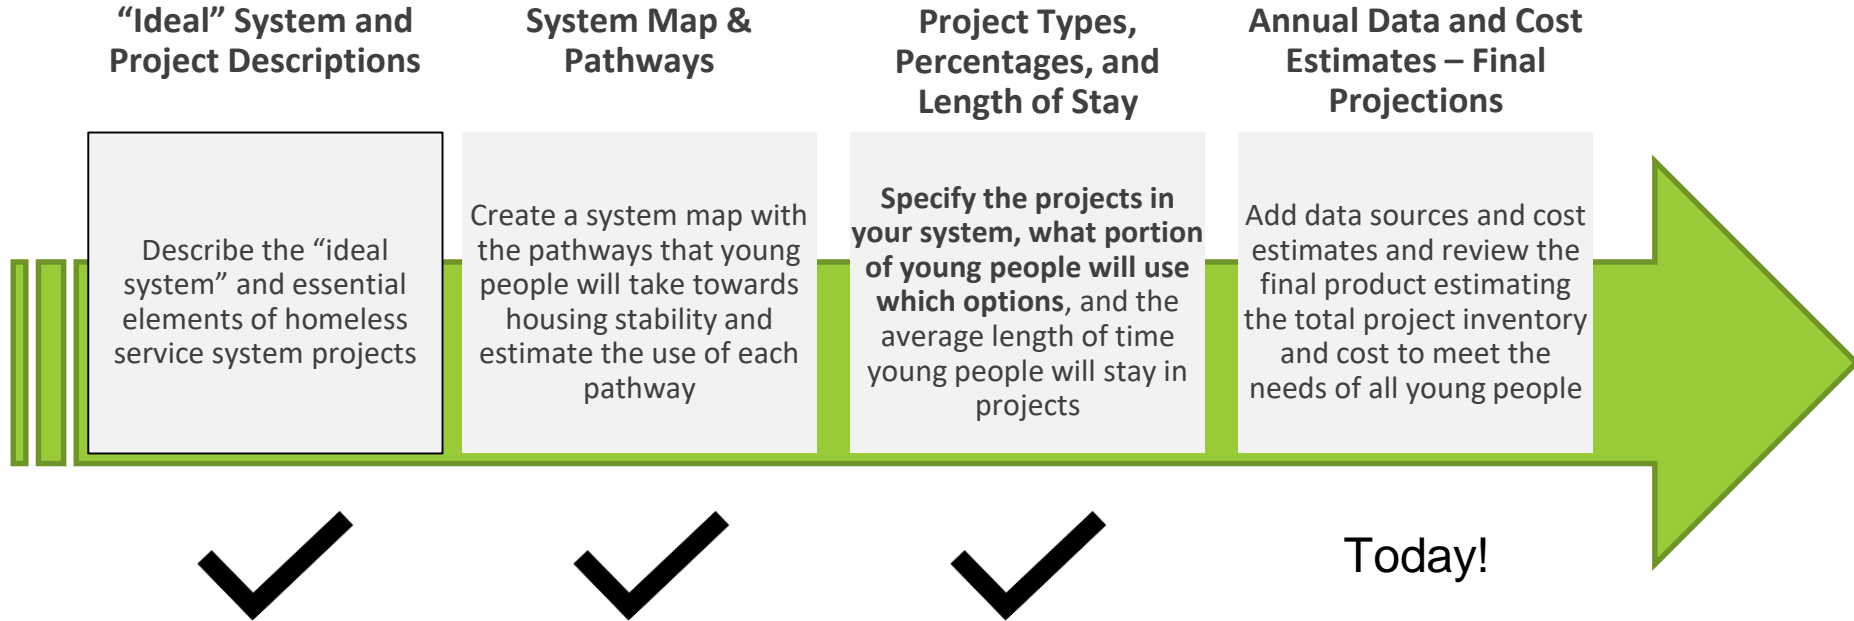 “Ideal” System and
Project Descriptions
System Map &
Pathways
Project Types,
Percentages, and
Length of Stay
Annual Data and Cost
Estimates – Final
Projections
Describe the “ideal
system” and essential
elements of homeless
service system projects
Create a system map with
the pathways that young
people will take towards
housing stability and
estimate the use of each
pathway
Specify the projects in
your system, what portion
of young people will use
which options, and the
average length of time
young people will stay in
projects
Add data sources and cost
estimates and review the
final product estimating
the total project inventory
and cost to meet the
needs of all young people
Today!